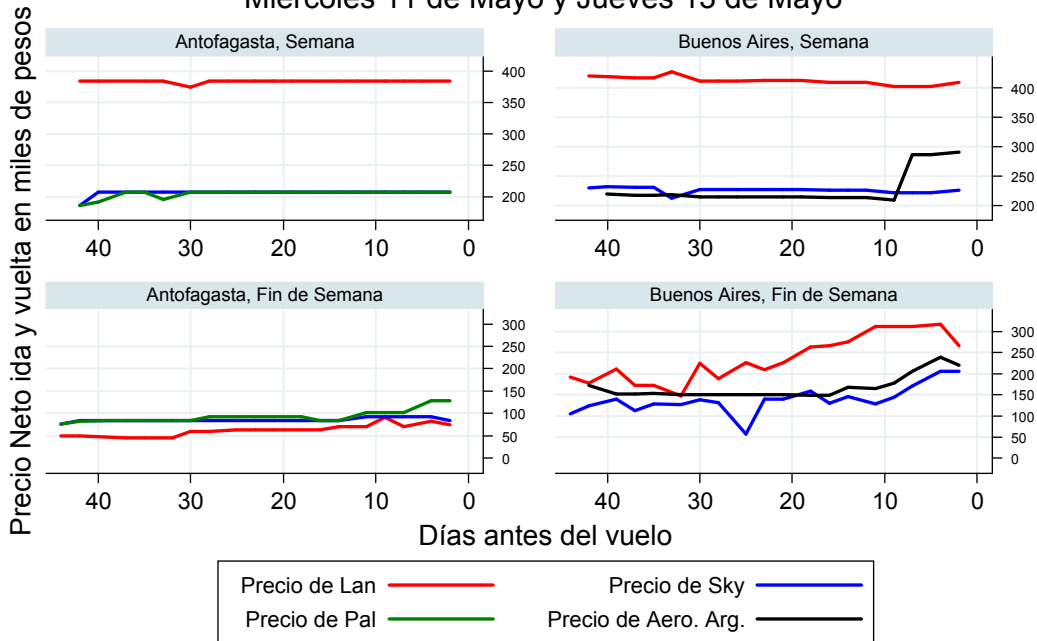 Miércoles 11 de Mayo y Jueves de Mayo
Precio Neto ida y vuelta en miles de pesos
Antofagasta, Semana
400
350
300
250
200
40 30 20 10 0
Buenos Aires, Semana
400
350
300
250
200
40 30 20 10 0
Antofagasta, Fin de Semana
300
250
200
150
100
50
0
40 30 20 10 0
Buenos Aires, Fin de Semana
300
250
200
150
100
50
0
40 30 20 10 0
Días antes del vuelo
Precio de Lan
Precio de Sky
Precio de Pal
Precio de Aero. Arg.